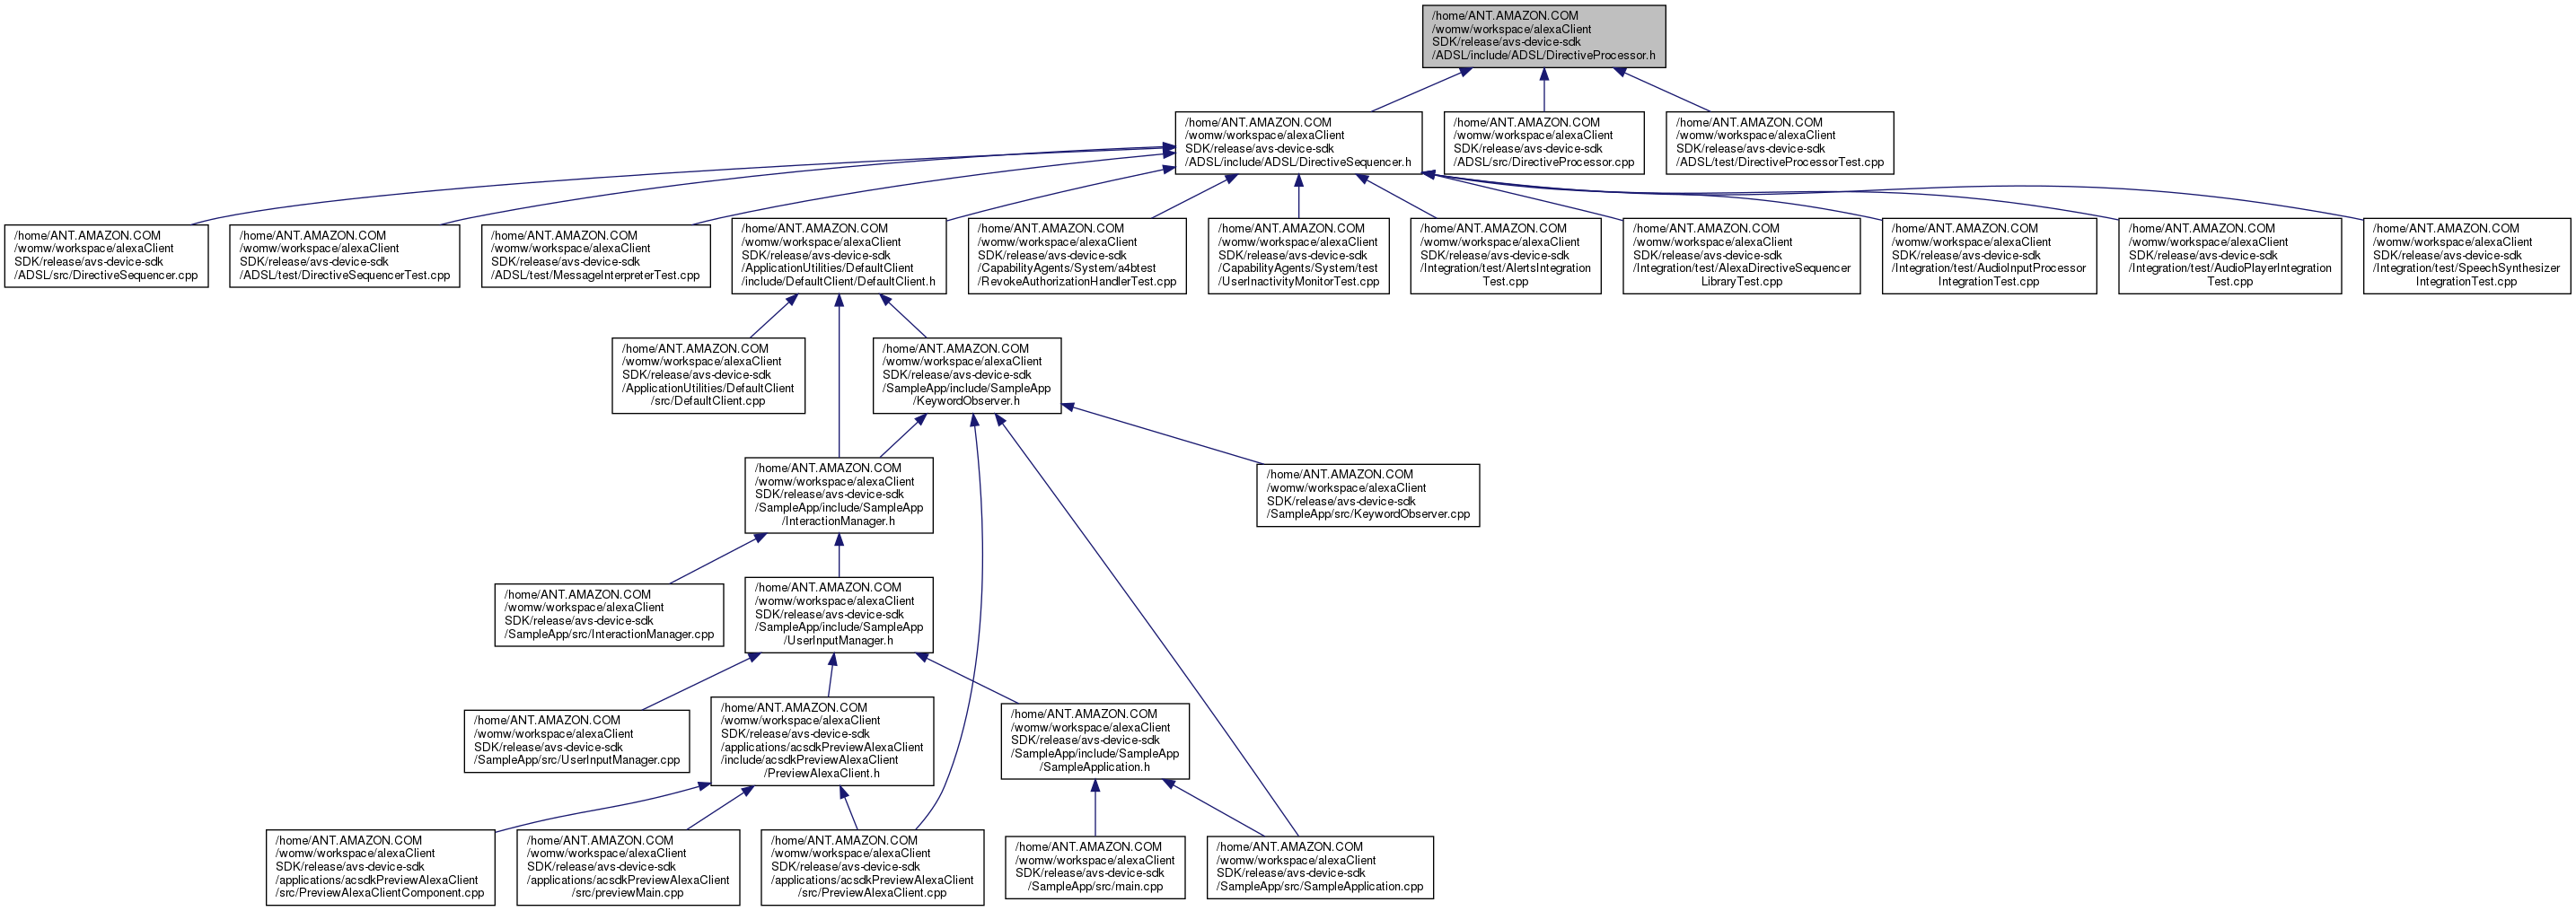 /home/ANT.AMAZON.COM
/womw/workspace/alexaClient
SDK/release/avs-device-sdk
/ADSL/include/ADSL/DirectiveProcessor.h
/home/ANT.AMAZON.COM
/womw/workspace/alexaClient
SDK/release/avs-device-sdk
/ADSL/include/ADSL/DirectiveSequencer.h
/home/ANT.AMAZON.COM
/womw/workspace/alexaClient
SDK/release/avs-device-sdk
/ADSL/src/DirectiveProcessor.cpp
/home/ANT.AMAZON.COM
/womw/workspace/alexaClient
SDK/release/avs-device-sdk
/ADSL/test/DirectiveProcessorTest.cpp
/home/ANT.AMAZON.COM
/womw/workspace/alexaClient
SDK/release/avs-device-sdk
/ADSL/src/DirectiveSequencer.cpp
/home/ANT.AMAZON.COM
/womw/workspace/alexaClient
SDK/release/avs-device-sdk
/ADSL/test/DirectiveSequencerTest.cpp
/home/ANT.AMAZON.COM
/womw/workspace/alexaClient
SDK/release/avs-device-sdk
/ADSL/test/MessageInterpreterTest.cpp
/home/ANT.AMAZON.COM
/womw/workspace/alexaClient
SDK/release/avs-device-sdk
/ApplicationUtilities/DefaultClient
/include/DefaultClient/DefaultClient.h
/home/ANT.AMAZON.COM
/womw/workspace/alexaClient
SDK/release/avs-device-sdk
/CapabilityAgents/System/a4btest
/RevokeAuthorizationHandlerTest.cpp
/home/ANT.AMAZON.COM
/womw/workspace/alexaClient
SDK/release/avs-device-sdk
/CapabilityAgents/System/test
/UserInactivityMonitorTest.cpp
/home/ANT.AMAZON.COM
/womw/workspace/alexaClient
SDK/release/avs-device-sdk
/Integration/test/AlertsIntegration
Test.cpp
/home/ANT.AMAZON.COM
/womw/workspace/alexaClient
SDK/release/avs-device-sdk
/Integration/test/AlexaDirectiveSequencer
LibraryTest.cpp
/home/ANT.AMAZON.COM
/womw/workspace/alexaClient
SDK/release/avs-device-sdk
/Integration/test/AudioInputProcessor
IntegrationTest.cpp
/home/ANT.AMAZON.COM
/womw/workspace/alexaClient
SDK/release/avs-device-sdk
/Integration/test/AudioPlayerIntegration
Test.cpp
/home/ANT.AMAZON.COM
/womw/workspace/alexaClient
SDK/release/avs-device-sdk
/Integration/test/SpeechSynthesizer
IntegrationTest.cpp
/home/ANT.AMAZON.COM
/womw/workspace/alexaClient
SDK/release/avs-device-sdk
/ApplicationUtilities/DefaultClient
/src/DefaultClient.cpp
/home/ANT.AMAZON.COM
/womw/workspace/alexaClient
SDK/release/avs-device-sdk
/SampleApp/include/SampleApp
/KeywordObserver.h
/home/ANT.AMAZON.COM
/womw/workspace/alexaClient
SDK/release/avs-device-sdk
/SampleApp/include/SampleApp
/InteractionManager.h
/home/ANT.AMAZON.COM
/womw/workspace/alexaClient
SDK/release/avs-device-sdk
/SampleApp/src/KeywordObserver.cpp
/home/ANT.AMAZON.COM
/womw/workspace/alexaClient
SDK/release/avs-device-sdk
/SampleApp/src/InteractionManager.cpp
/home/ANT.AMAZON.COM
/womw/workspace/alexaClient
SDK/release/avs-device-sdk
/SampleApp/include/SampleApp
/UserInputManager.h
/home/ANT.AMAZON.COM
/womw/workspace/alexaClient
SDK/release/avs-device-sdk
/SampleApp/src/UserInputManager.cpp
/home/ANT.AMAZON.COM
/womw/workspace/alexaClient
SDK/release/avs-device-sdk
/applications/acsdkPreviewAlexaClient
/include/acsdkPreviewAlexaClient
/PreviewAlexaClient.h
/home/ANT.AMAZON.COM
/womw/workspace/alexaClient
SDK/release/avs-device-sdk
/SampleApp/include/SampleApp
/SampleApplication.h
/home/ANT.AMAZON.COM
/womw/workspace/alexaClient
SDK/release/avs-device-sdk
/applications/acsdkPreviewAlexaClient
/src/PreviewAlexaClientComponent.cpp
/home/ANT.AMAZON.COM
/womw/workspace/alexaClient
SDK/release/avs-device-sdk
/applications/acsdkPreviewAlexaClient
/src/previewMain.cpp
/home/ANT.AMAZON.COM
/womw/workspace/alexaClient
SDK/release/avs-device-sdk
/applications/acsdkPreviewAlexaClient
/src/PreviewAlexaClient.cpp
/home/ANT.AMAZON.COM
/womw/workspace/alexaClient
SDK/release/avs-device-sdk
/SampleApp/src/main.cpp
/home/ANT.AMAZON.COM
/womw/workspace/alexaClient
SDK/release/avs-device-sdk
/SampleApp/src/SampleApplication.cpp